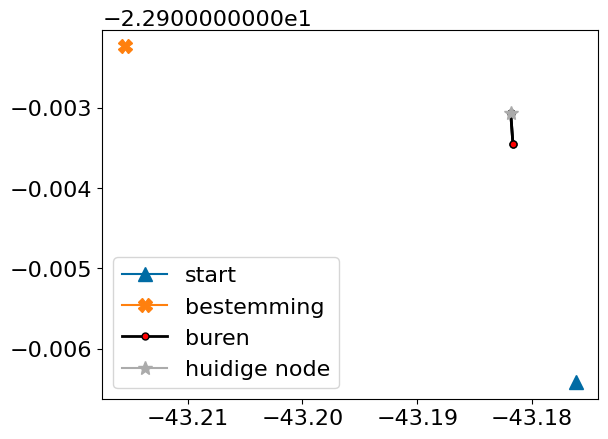 −2.2900000000e1
−0.003
−0.004
−0.005
−0.006
start
bestemming
buren
huidige node
−43.21 −43.20 −43.19 −43.18